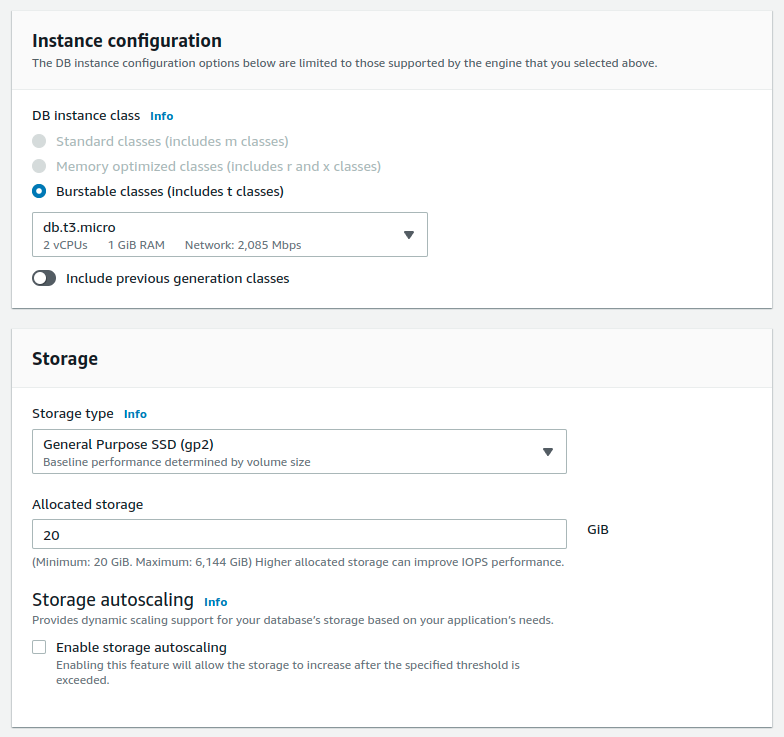 Instance configuration
The DB instance configuration options below are limited to those supported by the engine that you selected above.
DB instance class Info
Standard classes (includes m classes)
Memory optimized classes (includes r and x classes)
Burstable classes (includes t classes)
db.t3.micro
2 vCPUs 1 GiB RAM Network: 2,085 Mbps
Include previous generation classes
Storage
Storage type Info
General Purpose SSD (gp2)
Baseline performance determined by volume size
Allocated storage
20 GiB
(Minimum: 20 GiB. Maximum: 6,144 GiB) Higher allocated storage can improve IOPS performance.
Storage autoscaling Info
Provides dynamic scaling support for your database's storage based on your application's needs.
Enable storage autoscaling
Enabling this feature will allow the storage to increase after the specified threshold is
exceeded.